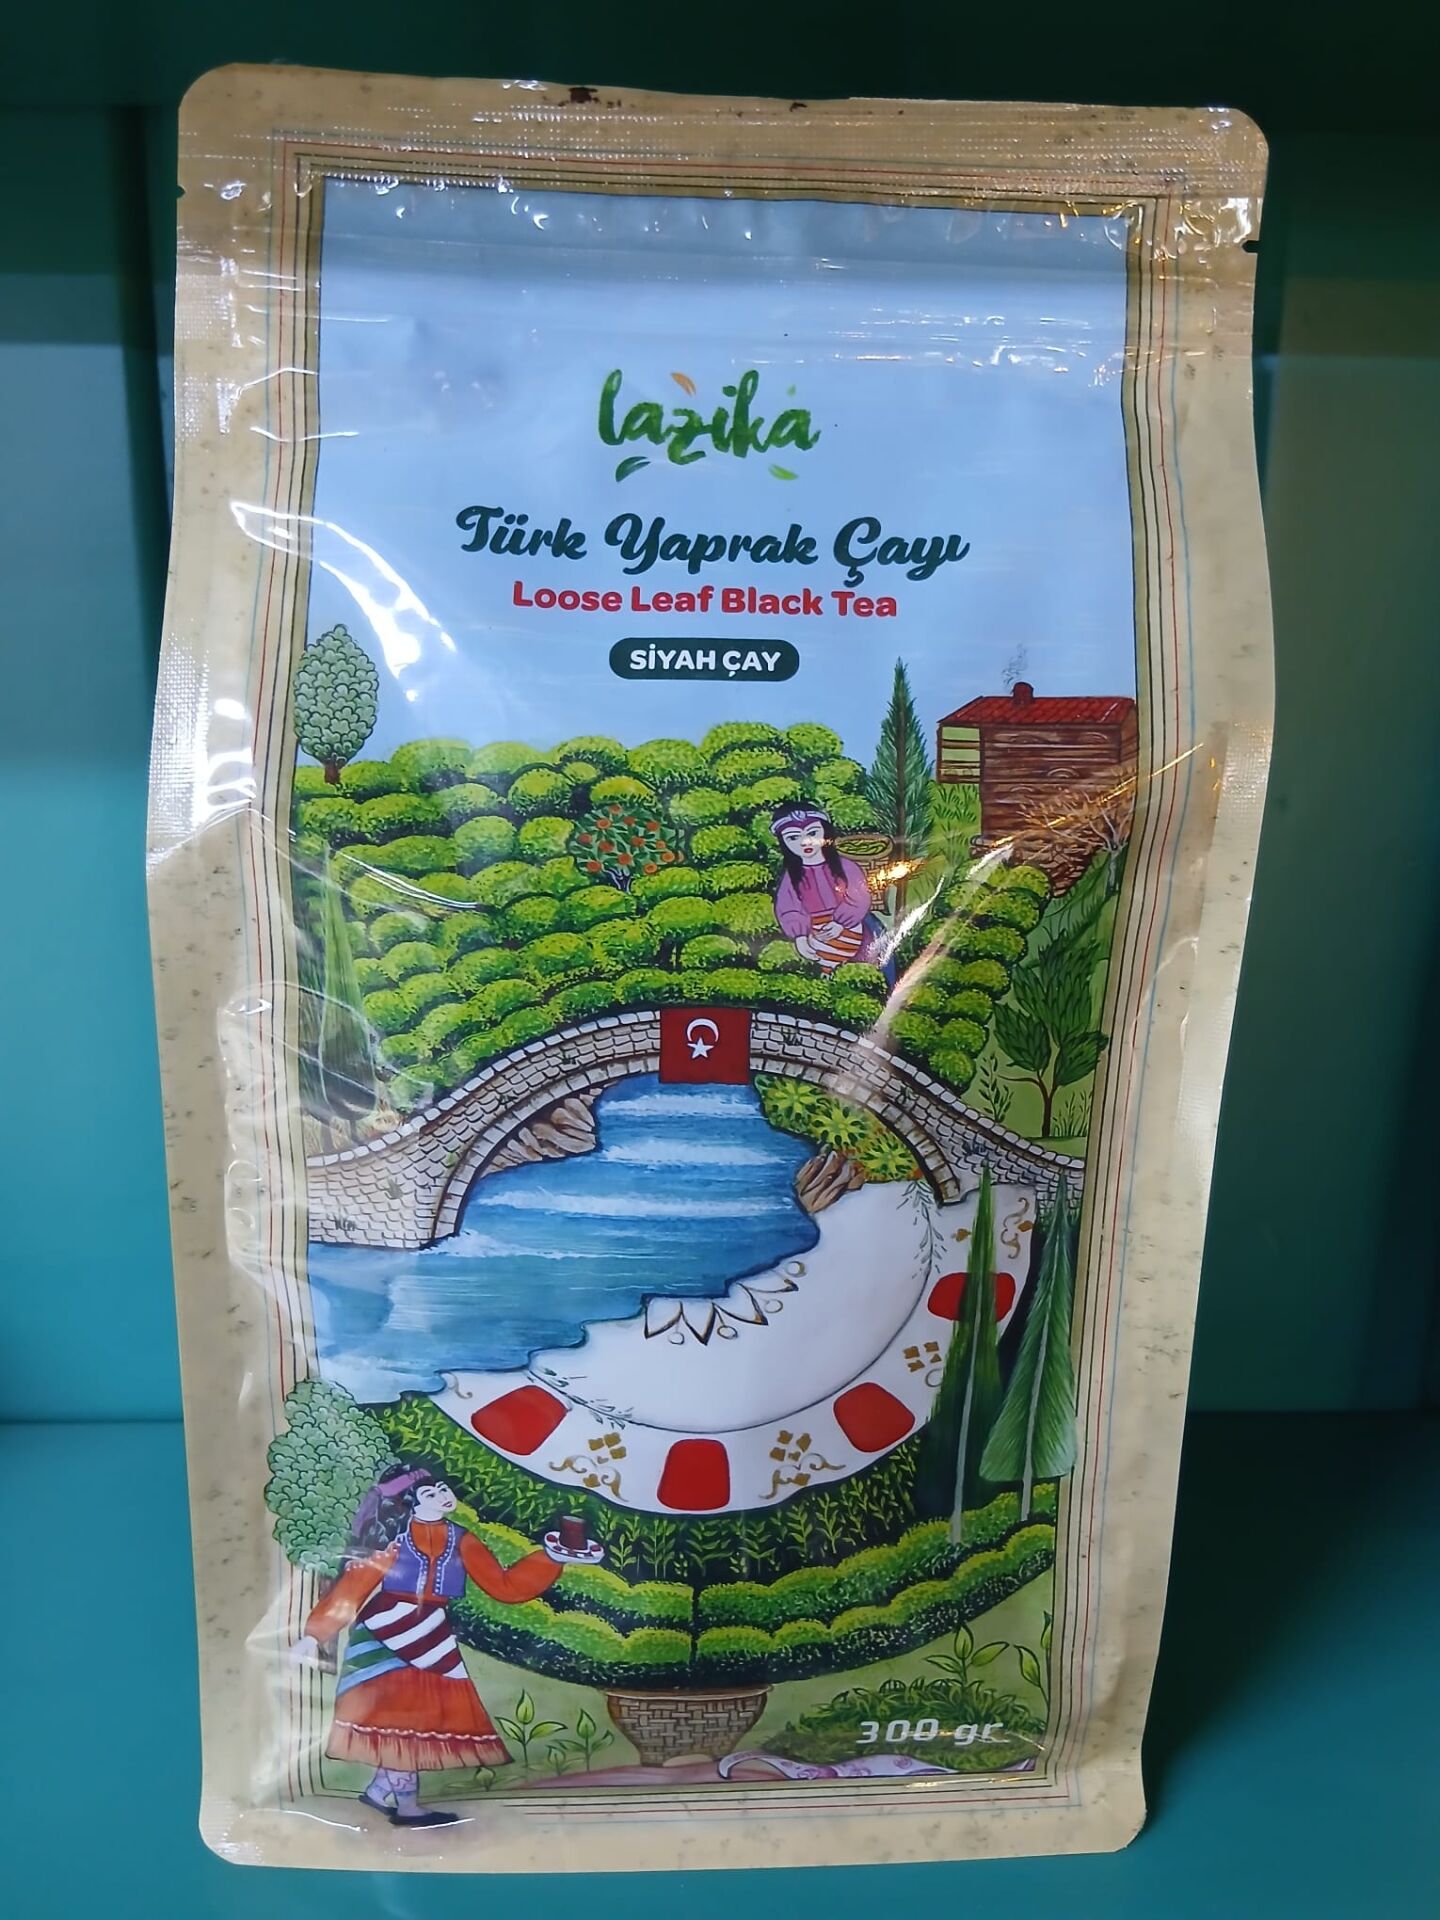 lazika
Türk Yaprak Çayı
Loose Leaf Black Tea
SİYAH ÇAY
300 gr.